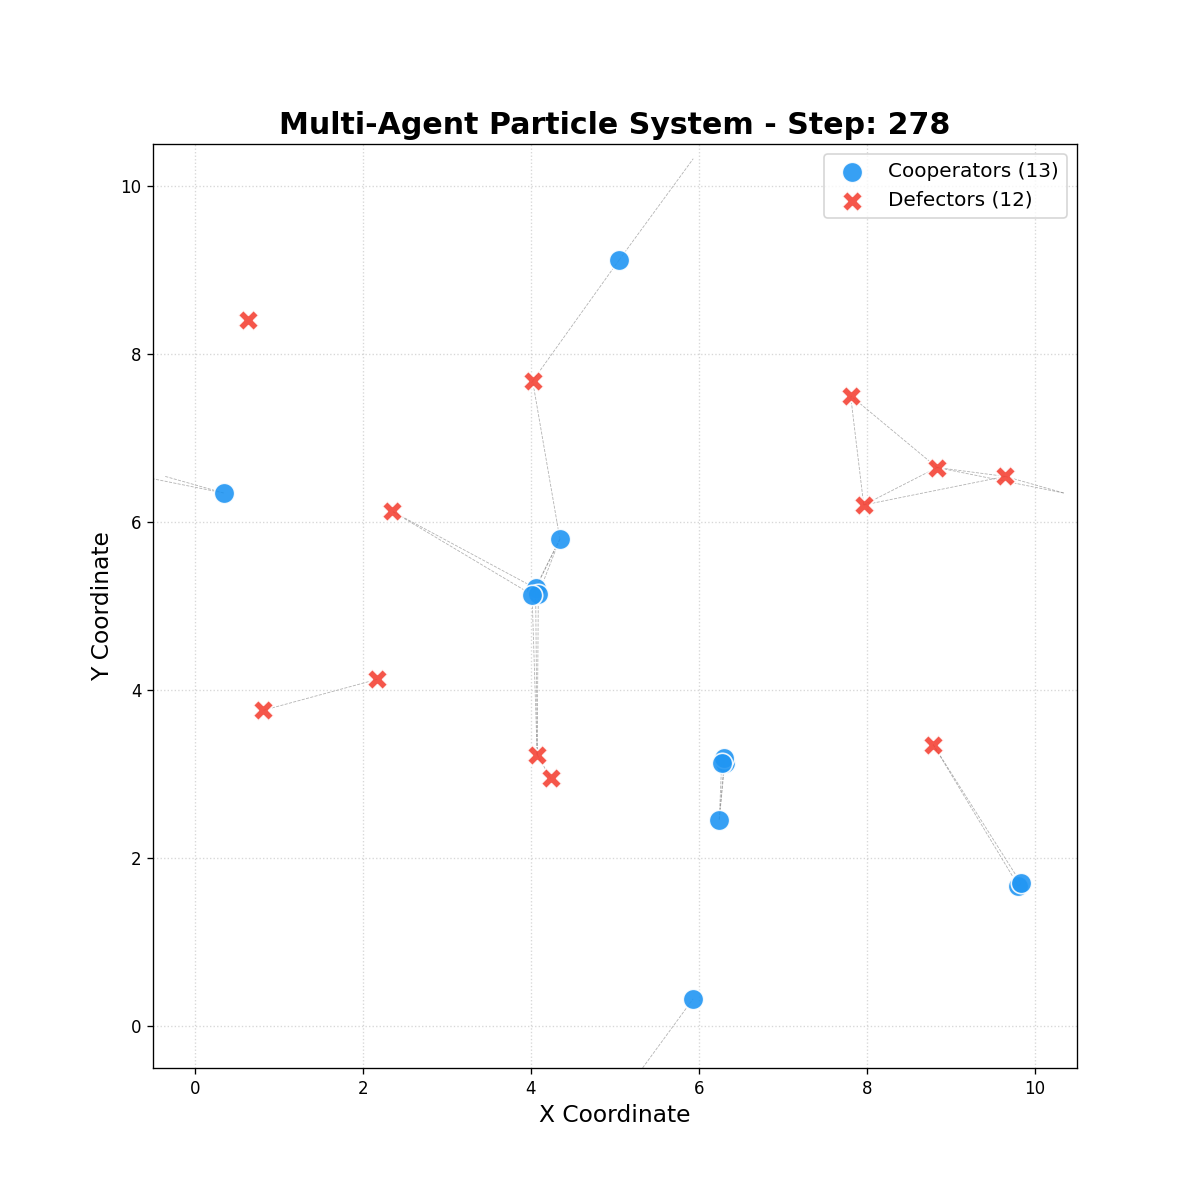 Multi-Agent Particle System - Step: 278
Cooperators (13)
Defectors (12)
10
8
6
4
2
0
Y Coordinate
0 2 4 6 8 10
X Coordinate